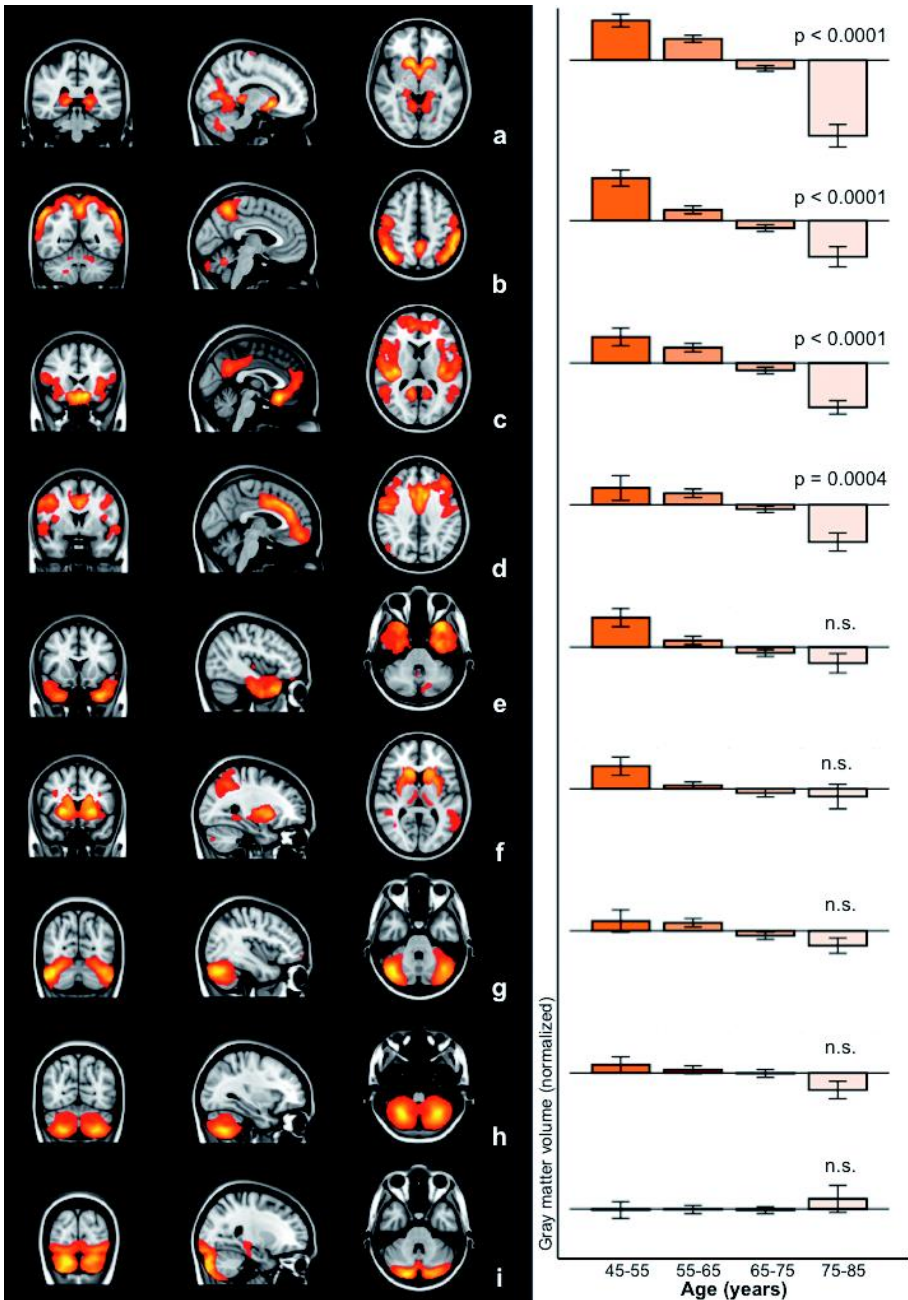 a
p < 0.0001
b
p < 0.0001
c
p < 0.0001
d
p = 0.0004
e
n.s.
f
n.s.
g
n.s.
h
n.s.
i
n.s.
Gray matter volume (normalized)
45-55 55-65 65-75 75-85
Age (years)